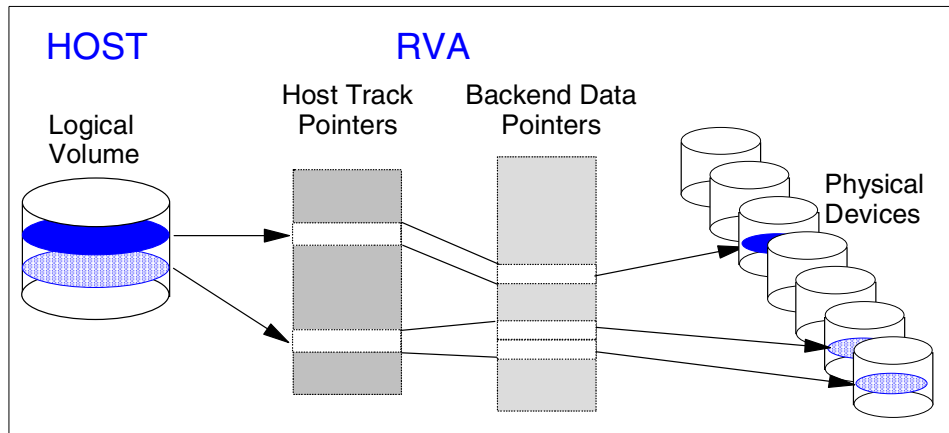 HOST
RVA
Host Track
Pointers
Backend Data
Pointers
Logical
Volume
Physical
Devices